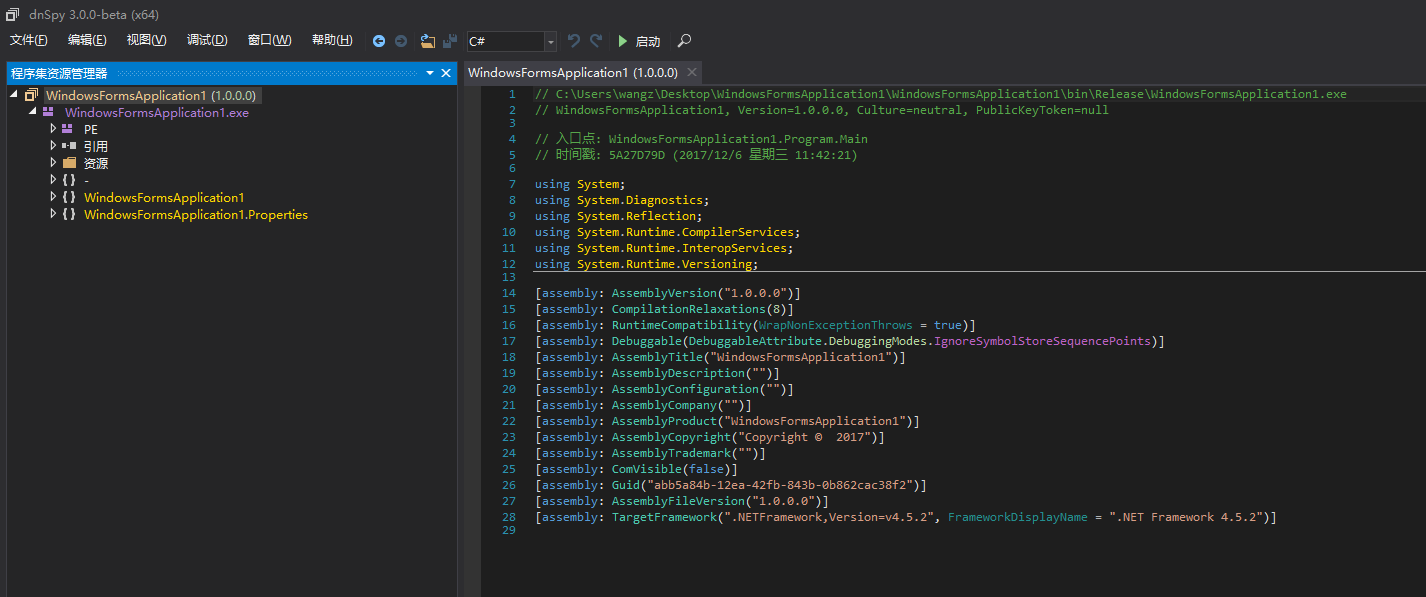 dnSpy 3.0.0-beta (x64)
文件(F) 编辑(E) 视图(V) 调试(D) 窗口(W) 帮助(H) C# 启动
程序集资源管理器
WindowsFormsApplication1 (1.0.0.0)
WindowsFormsApplication1.exe
PE
引用
资源
{ } -
{ } WindowsFormsApplication1
{ } WindowsFormsApplication1.Properties
WindowsFormsApplication1 (1.0.0.0)
1 // C:\Users\wangz\Desktop\WindowsFormsApplication1\WindowsFormsApplication1\bin\Release\WindowsFormsApplication1.exe
2 // WindowsFormsApplication1, Version=1.0.0.0, Culture=neutral, PublicKeyToken=null
3
4 // 入口点: WindowsFormsApplication1.Program.Main
5 // 时间戳: 5A27D79D (2017/12/6 星期三 11:42:21)
6
7 using System;
8 using System.Diagnostics;
9 using System.Reflection;
10 using System.Runtime.CompilerServices;
11 using System.Runtime.InteropServices;
12 using System.Runtime.Versioning;
13
14 [assembly: AssemblyVersion("1.0.0.0")]
15 [assembly: CompilationRelaxations(8)]
16 [assembly: RuntimeCompatibility(WrapNonExceptionThrows = true)]
17 [assembly: Debuggable(DebuggableAttribute.DebuggingModes.IgnoreSymbolStoreSequencePoints)]
18 [assembly: AssemblyTitle("WindowsFormsApplication1")]
19 [assembly: AssemblyDescription("")]
20 [assembly: AssemblyConfiguration("")]
21 [assembly: AssemblyCompany("")]
22 [assembly: AssemblyProduct("WindowsFormsApplication1")]
23 [assembly: AssemblyCopyright("Copyright ©  2017")]
24 [assembly: AssemblyTrademark("")]
25 [assembly: ComVisible(false)]
26 [assembly: Guid("abb5a84b-12ea-42fb-843b-0b862cac38f2")]
27 [assembly: AssemblyFileVersion("1.0.0.0")]
28 [assembly: TargetFramework(".NETFramework,Version=v4.5.2", FrameworkDisplayName = ".NET Framework 4.5.2")]
29